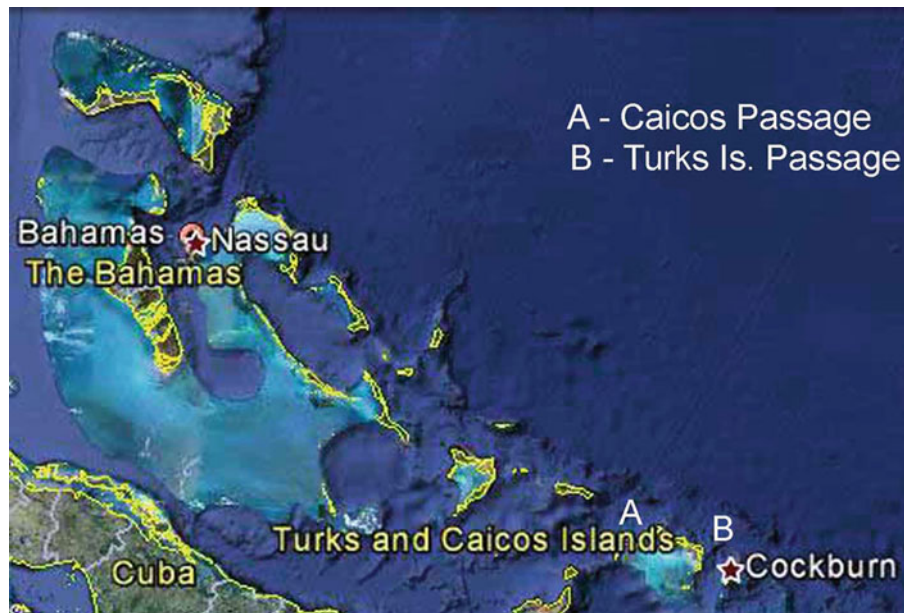 A - Caicos Passage
B - Turks Is. Passage
Bahamas Nassau
The Bahamas
A
B
Turks and Caicos Islands
Cockburn
Cuba